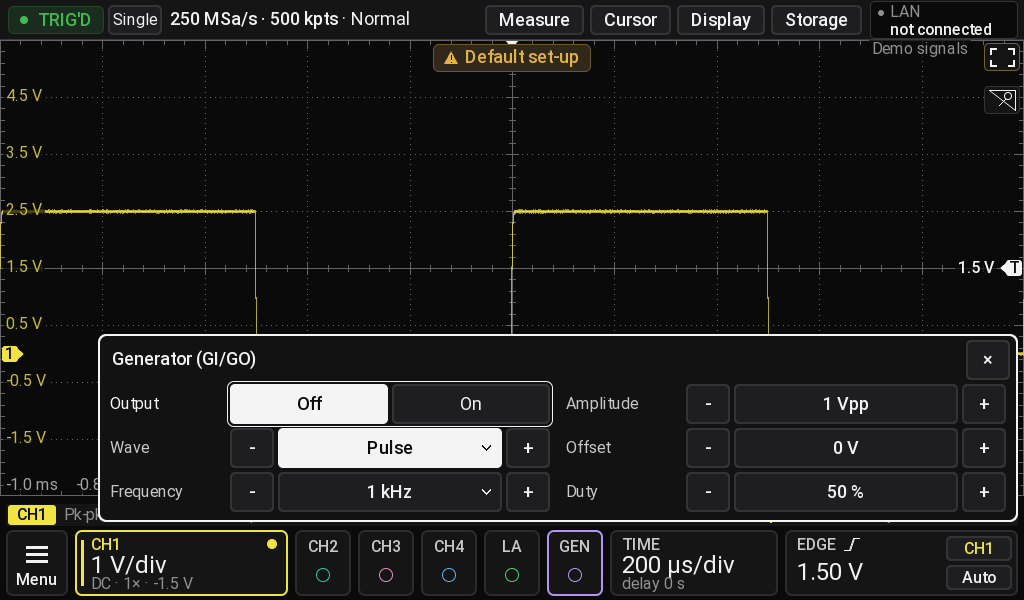 TRIG'D Single 250 MSa/s · 500 kpts · Normal Measure Cursor Display Storage LAN
not connected
Demo signals
Default set-up
4.5 V
3.5 V
2.5 V
1.5 V 1.5 V T
0.5 V
1
-0.5 V
-1.5 V
-1.0 ms
Generator (GI/GO) ×
Output Off On Amplitude - 1 Vpp +
Wave - Pulse + Offset - 0 V +
Frequency - 1 kHz + Duty - 50 % +
CH1
Menu
CH1
1 V/div
DC · 1× · -1.5 V
CH2 CH3 CH4 LA GEN
TIME
200 µs/div
delay 0 s
EDGE
1.50 V
CH1
Auto